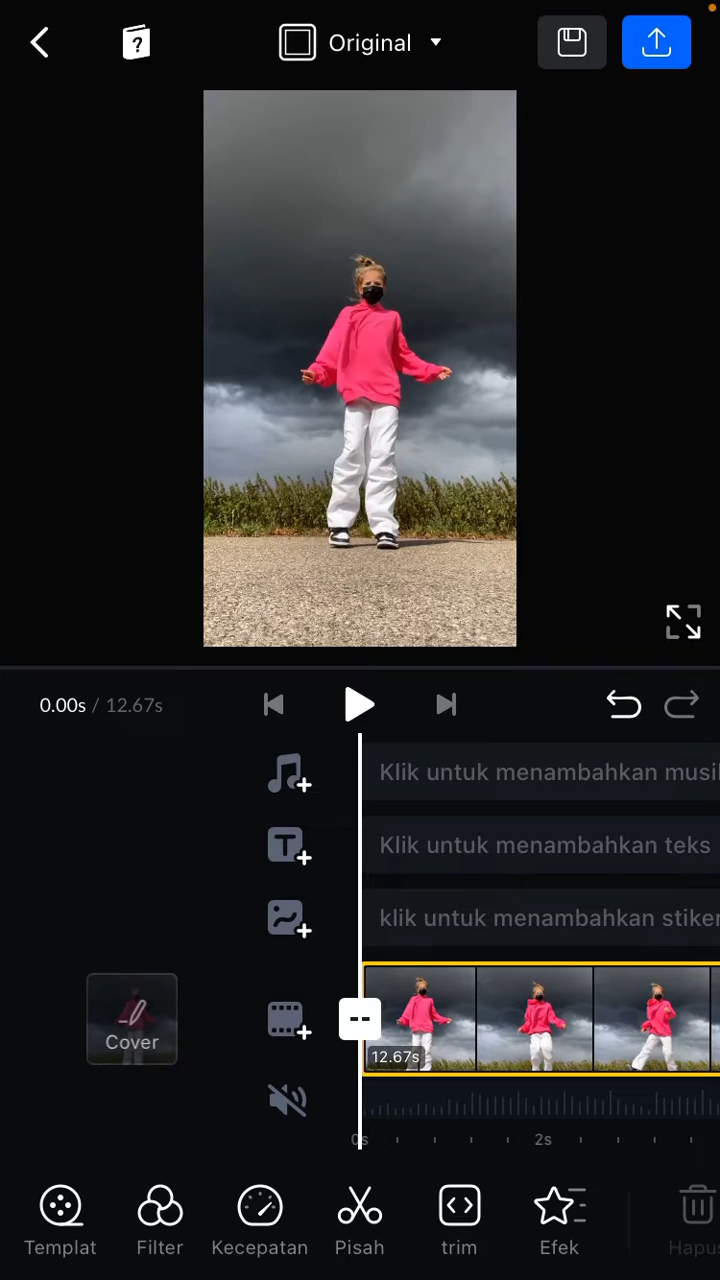 Original
0.00s / 12.67s
Klik untuk menambahkan musi
Klik untuk menambahkan teks
klik untuk menambahkan stiker
Cover
12.67s
0s
2s
Templat
Filter
Kecepatan
Pisah
trim
Efek
Hapus